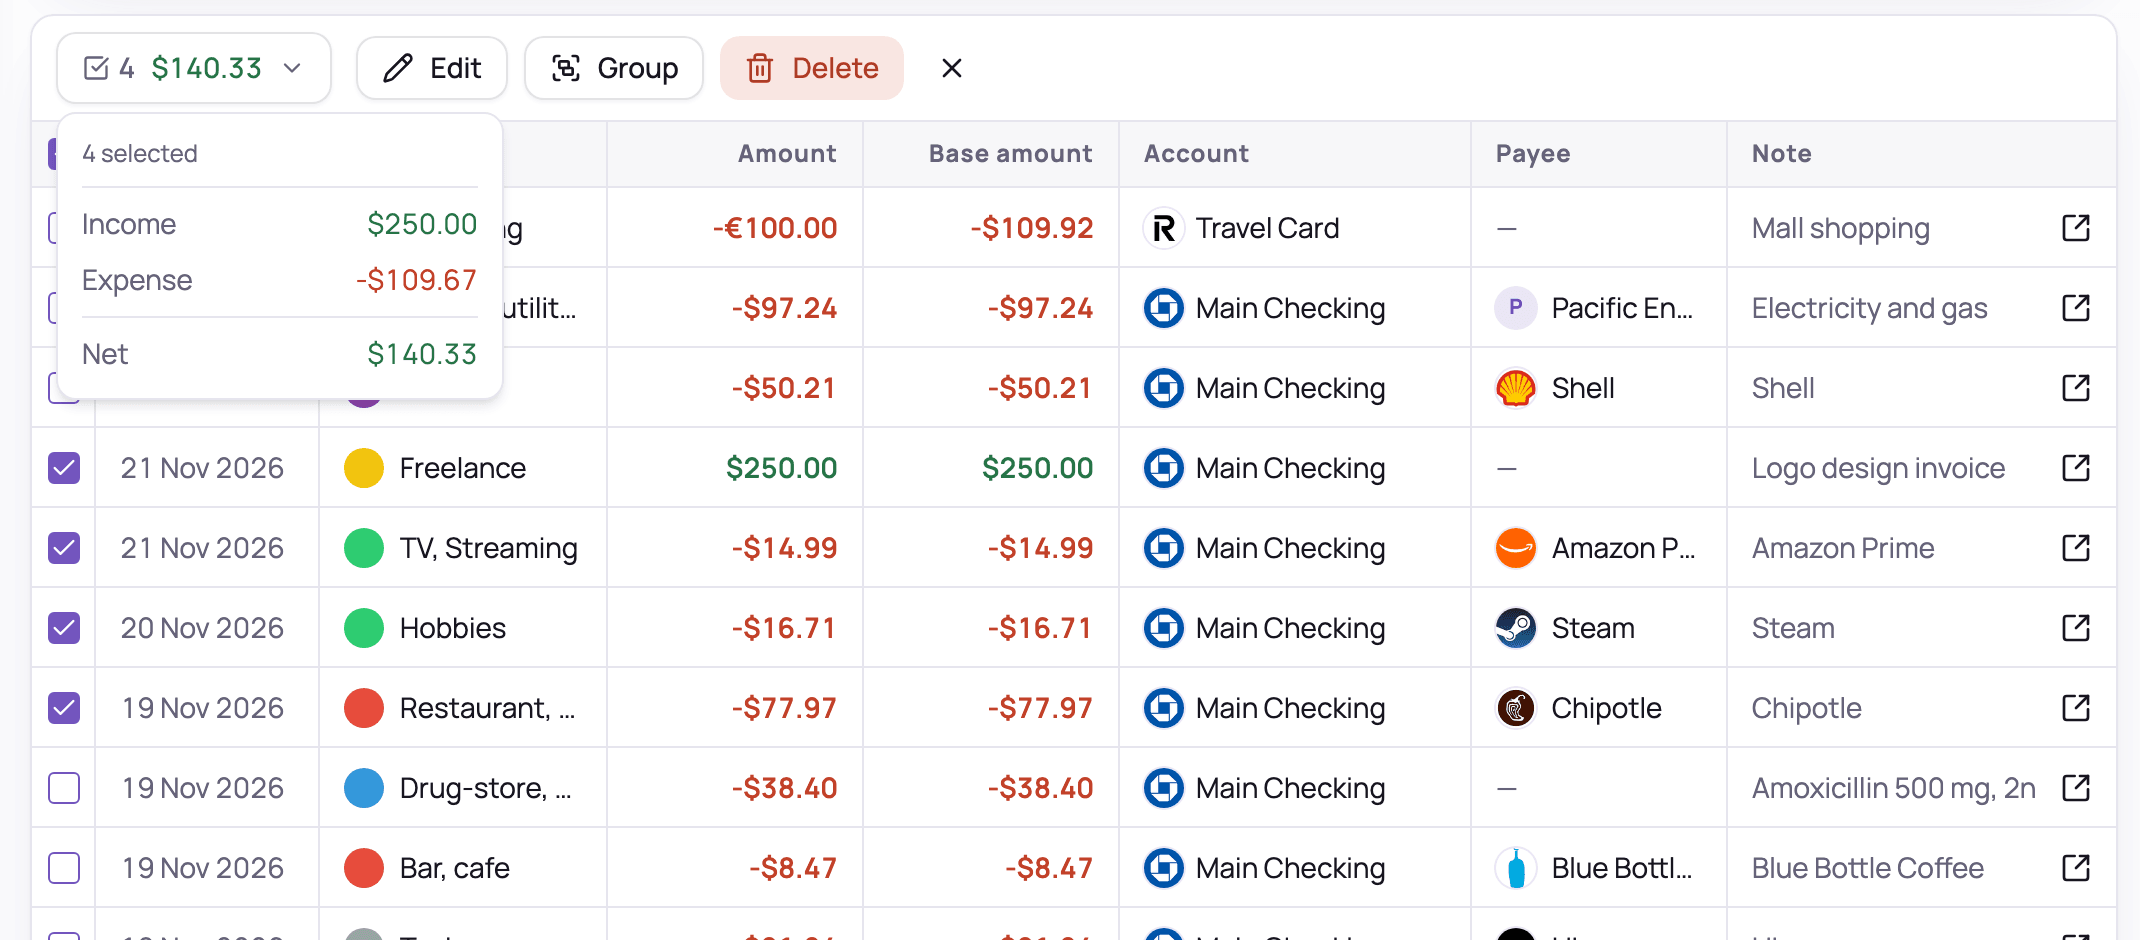 4 $140.33 Edit Group Delete
4 selected
Income $250.00
Expense -$109.67
Net $140.33
Amount Base amount Account Payee Note
-€100.00 -$109.92 Travel Card — Mall shopping
utilit... -$97.24 -$97.24 Main Checking P Pacific En... Electricity and gas
-$50.21 -$50.21 Main Checking Shell Shell
21 Nov 2026 Freelance $250.00 $250.00 Main Checking — Logo design invoice
21 Nov 2026 TV, Streaming -$14.99 -$14.99 Main Checking Amazon P... Amazon Prime
20 Nov 2026 Hobbies -$16.71 -$16.71 Main Checking Steam Steam
19 Nov 2026 Restaurant, ... -$77.97 -$77.97 Main Checking Chipotle Chipotle
19 Nov 2026 Drug-store, ... -$38.40 -$38.40 Main Checking — Amoxicillin 500 mg, 2n
19 Nov 2026 Bar, cafe -$8.47 -$8.47 Main Checking Blue Bottl... Blue Bottle Coffee